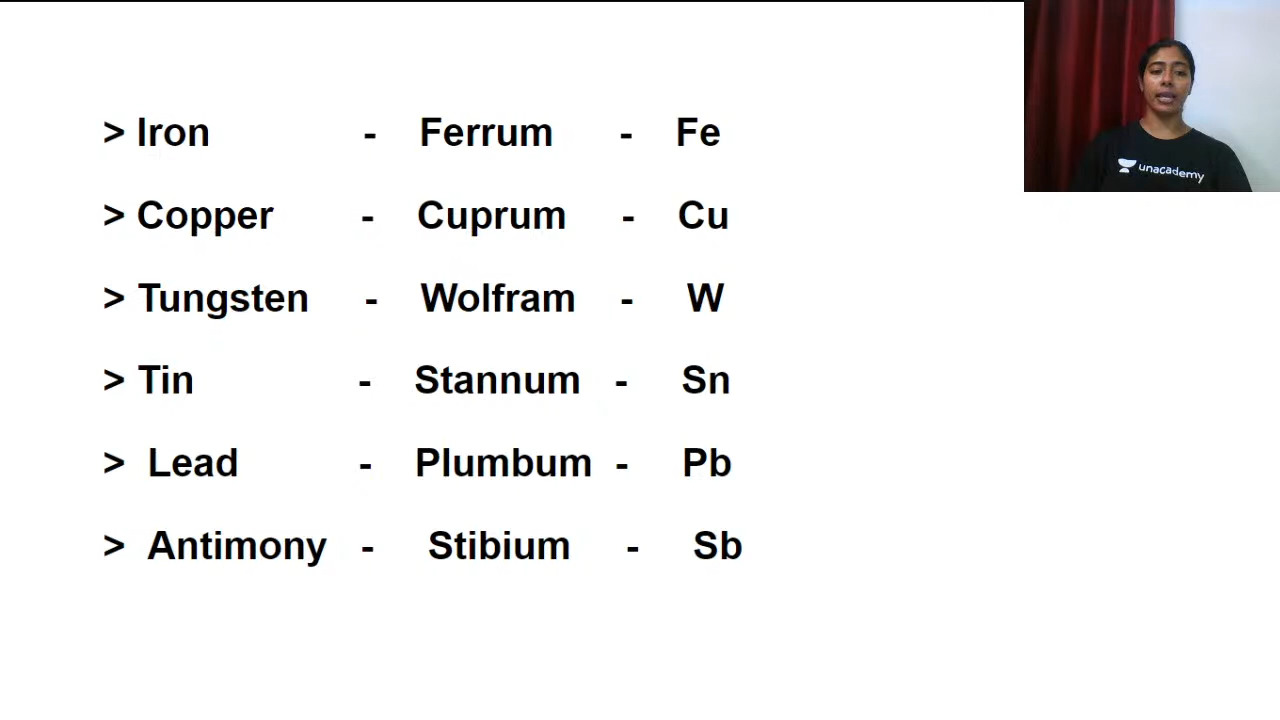 > Iron - Ferrum - Fe
> Copper - Cuprum - Cu
> Tungsten - Wolfram - W
> Tin - Stannum - Sn
> Lead - Plumbum - Pb
> Antimony - Stibium - Sb
unacademy